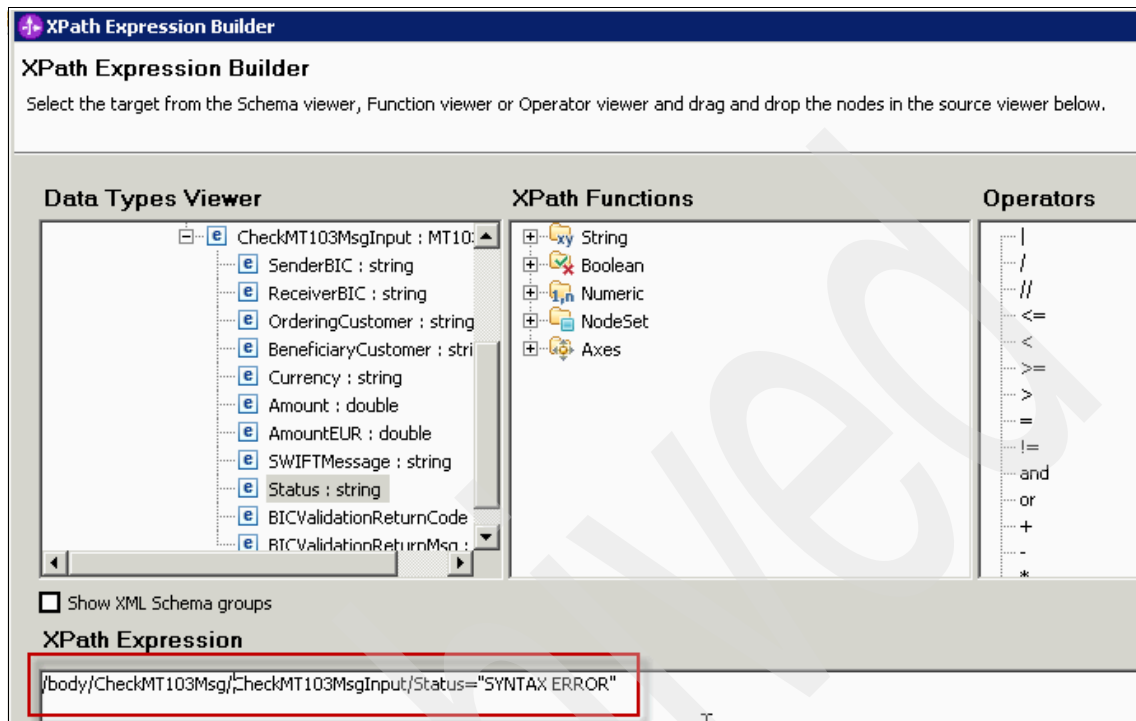 XPath Expression Builder
XPath Expression Builder
Select the target from the Schema viewer, Function viewer or Operator viewer and drag and drop the nodes in the source viewer below.
Data Types Viewer
CheckMT103MsgInput : MT103
SenderBIC : string
ReceiverBIC : string
OrderingCustomer : string
BeneficiaryCustomer : stri
Currency : string
Amount : double
AmountEUR : double
SWIFTMessage : string
Status : string
BICValidationReturnCode
BICValidationReturnMsg :
XPath Functions
String
Boolean
Numeric
NodeSet
Axes
Operators
|
/
//
<=
<
>=
>
=
!=
and
or
+
-
*
Show XML Schema groups
XPath Expression
/body/CheckMT103Msg/CheckMT103MsgInput/Status="SYNTAX ERROR"